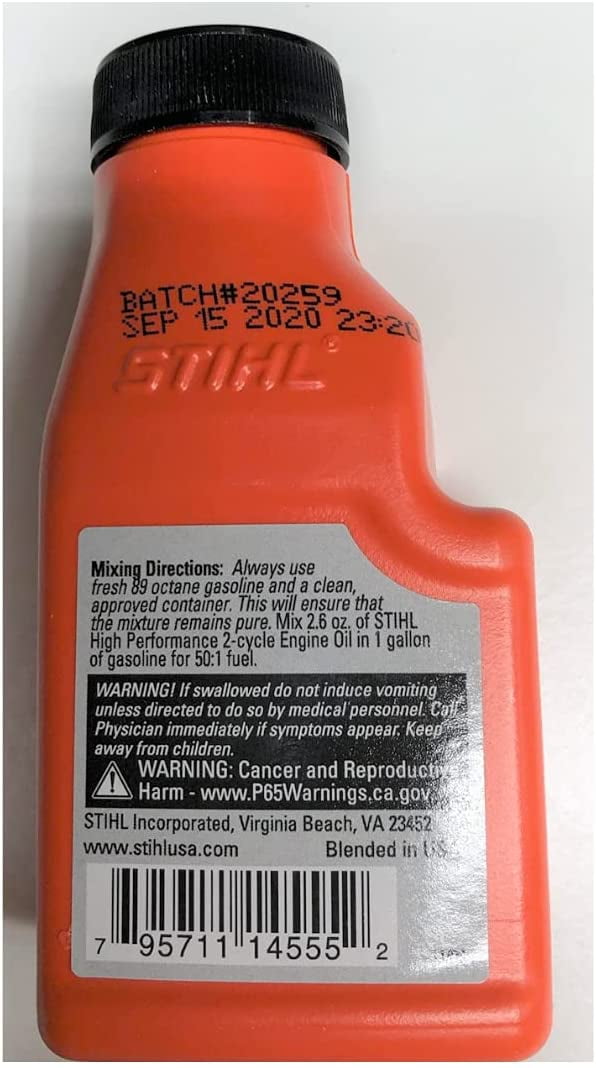 BATCH#20259
SEP 15 2020 23:20
STIHL®
Mixing Directions: Always use
fresh 89 octane gasoline and a clean,
approved container. This will ensure that
the mixture remains pure. Mix 2.6 oz. of STIHL
High Performance 2-cycle Engine Oil in 1 gallon
of gasoline for 50:1 fuel.
WARNING! If swallowed do not induce vomiting
unless directed to do so by medical personnel. Call
Physician immediately if symptoms appear. Keep
away from children.
WARNING: Cancer and Reproductive
Harm - www.P65Warnings.ca.gov
STIHL Incorporated, Virginia Beach, VA 23452
www.stihlusa.com Blended in USA
7 95711 14555 2